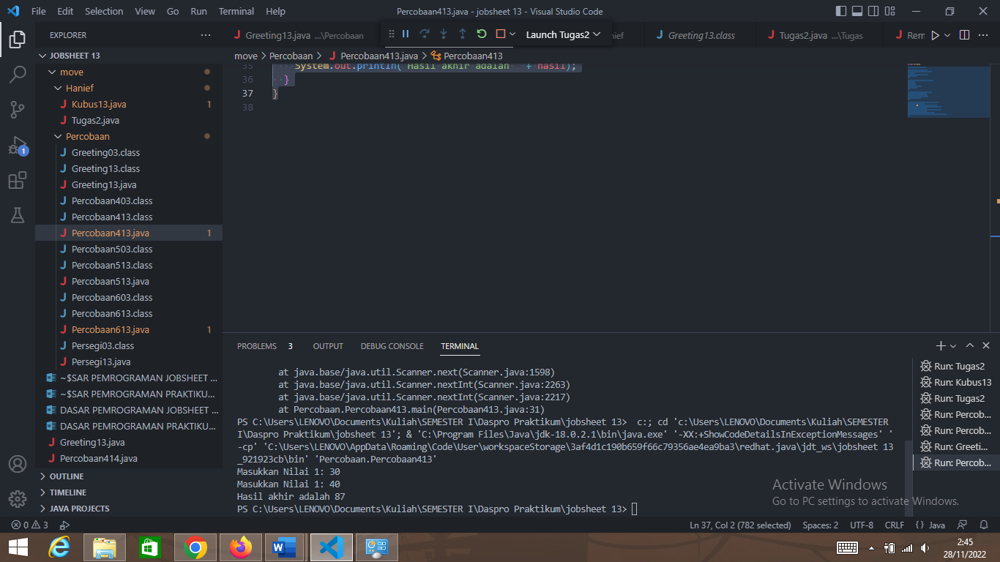 File Edit Selection View Go Run Terminal Help
Percobaan413.java - jobsheet 13 - Visual Studio Code
EXPLORER
Greeting13.java ...\Percobaan
Launch Tugas2
Greeting13.class
Tugas2.java ...\Tugas
JOBSHEET 13
move > Percobaan > Percobaan413.java > Percobaan413
move
Hanief
Kubus13.java 1
Tugas2.java
Percobaan
Greeting03.class
Greeting13.class
Greeting13.java
Percobaan403.class
Percobaan413.class
Percobaan413.java 1
Percobaan503.class
Percobaan513.class
Percobaan513.java
Percobaan603.class
Percobaan613.class
Percobaan613.java 1
Persegi03.class
Persegi13.java
~$SAR PEMROGRAMAN JOBSHEET ...
~$SAR PEMROGRAMAN PRAKTIKU...
DASAR PEMROGRAMAN JOBSHEET ...
DASAR PEMROGRAMAN PRAKTIKU...
Greeting13.java
Percobaan414.java
OUTLINE
TIMELINE
JAVA PROJECTS
35 System.out.println("Hasil akhir adalah " + hasil);
36 }
37 }
38
PROBLEMS 3 OUTPUT DEBUG CONSOLE TERMINAL
at java.base/java.util.Scanner.next(Scanner.java:1598)
at java.base/java.util.Scanner.nextInt(Scanner.java:2263)
at java.base/java.util.Scanner.nextInt(Scanner.java:2217)
at Percobaan.Percobaan413.main(Percobaan413.java:31)
PS C:\Users\LENOVO\Documents\Kuliah\SEMESTER I\Daspro Praktikum\jobsheet 13> c:; cd 'c:\Users\LENOVO\Documents\Kuliah\SEMESTER
I\Daspro Praktikum\jobsheet 13'; & 'C:\Program Files\Java\jdk-18.0.2.1\bin\java.exe' '-XX:+ShowCodeDetailsInExceptionMessages' '
-cp' 'C:\Users\LENOVO\AppData\Roaming\Code\User\workspaceStorage\3af4d1c190b659f66c79356ae4ea9ba3\redhat.java\jdt_ws\jobsheet 13
_921923cb\bin' 'Percobaan.Percobaan413'
Masukkan Nilai 1: 30
Masukkan Nilai 1: 40
Hasil akhir adalah 87
PS C:\Users\LENOVO\Documents\Kuliah\SEMESTER I\Daspro Praktikum\jobsheet 13>
Run: Tugas2
Run: Kubus13
Run: Tugas2
Run: Percob...
Run: Percob...
Run: Greeti...
Run: Percob...
Activate Windows
Go to PC settings to activate Windows.
0 3
Ln 37, Col 2 (782 selected) Spaces: 2 UTF-8 CRLF {} Java
2:45
28/11/2022